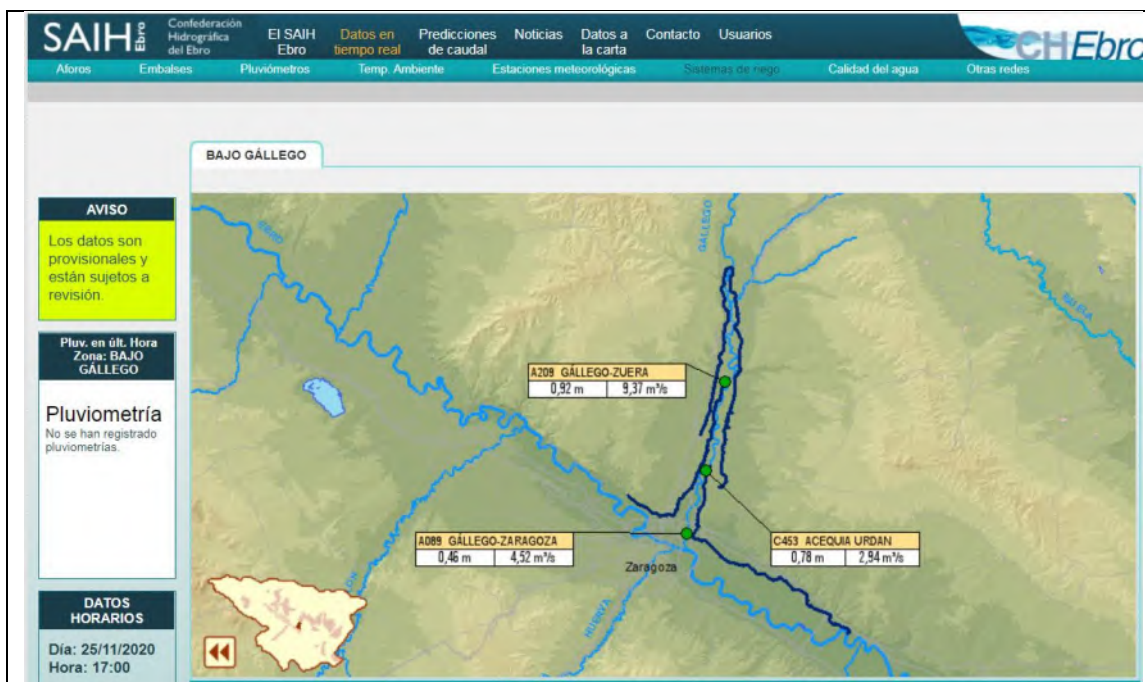 SAIH Ebro
Confederación
Hidrográfica
del Ebro
El SAIH
Ebro
Datos en
tiempo real
Predicciones
de caudal
Noticias
Datos a
la carta
Contacto
Usuarios
CHEbro
Aforos
Embalses
Pluviómetros
Temp. Ambiente
Estaciones meteorológicas
Sistemas de riego
Calidad del agua
Otras redes
BAJO GÁLLEGO
AVISO
Los datos son
provisionales y
están sujetos a
revisión.
Pluv. en últ. Hora
Zona: BAJO
GÁLLEGO
Pluviometría
No se han registrado
pluviometrías.
DATOS
HORARIOS
Día: 25/11/2020
Hora: 17:00
EBRO
GÁLLEGO
A209 GÁLLEGO-ZUERA
0,92 m 9,37 m³/s
A089 GÁLLEGO-ZARAGOZA
0,46 m 4,52 m³/s
C453 ACEQUIA URDAN
0,78 m 2,94 m³/s
Zaragoza
HUERVA